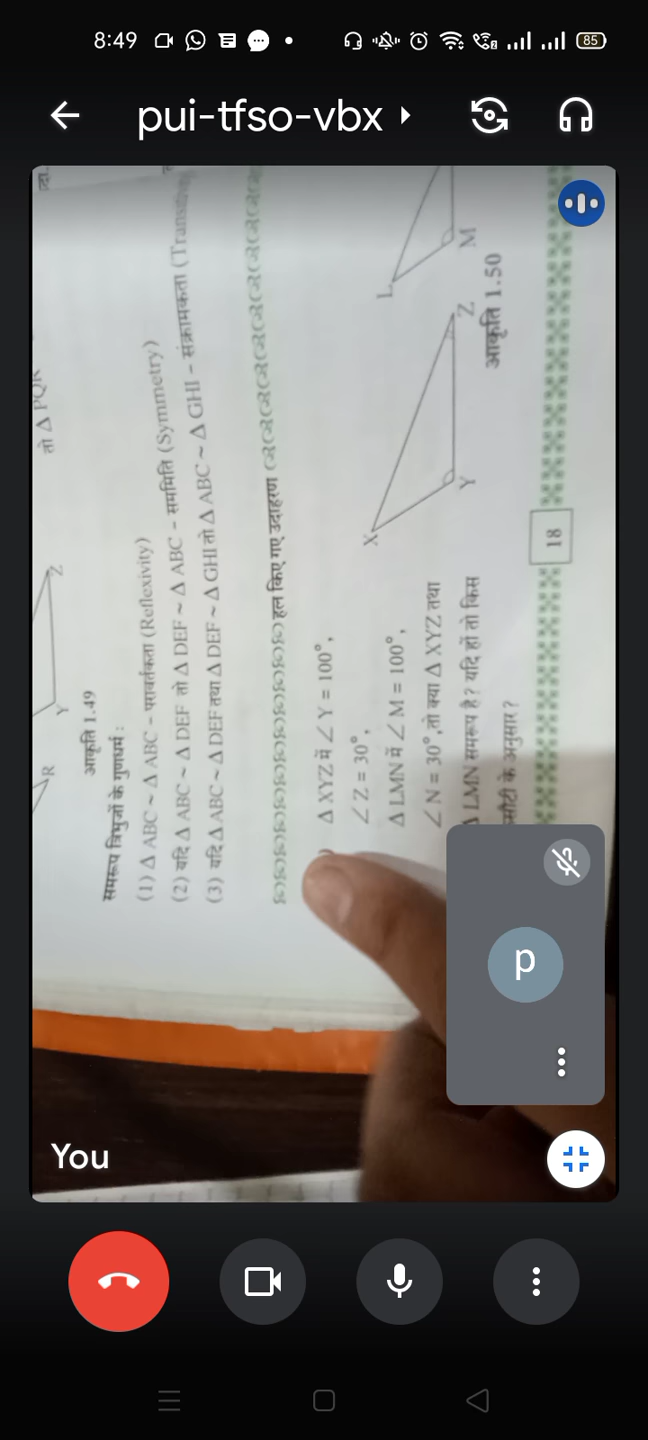 8:49
85
pui-tfso-vbx
तो Δ PQR
R
Y
Z
आकृति 1.49
समरूप त्रिभुजों के गुणधर्म :
(1) Δ ABC ~ Δ ABC - परावर्तकता (Reflexivity)
(2) यदि Δ ABC ~ Δ DEF तो Δ DEF ~ Δ ABC - सममिति (Symmetry)
(3) यदि Δ ABC ~ Δ DEF तथा Δ DEF ~ Δ GHI तो Δ ABC ~ Δ GHI - संक्रामकता
हल किए गए उदाहरण
Δ XYZ में ∠ Y = 100°,
∠ Z = 30°,
Δ LMN में ∠ M = 100°,
∠ N = 30°, तो क्या Δ XYZ तथा
LMN समरूप है? यदि हों तो किस
के अनुसार?
X
Y
Z
L
M
आकृति 1.50
18
p
You